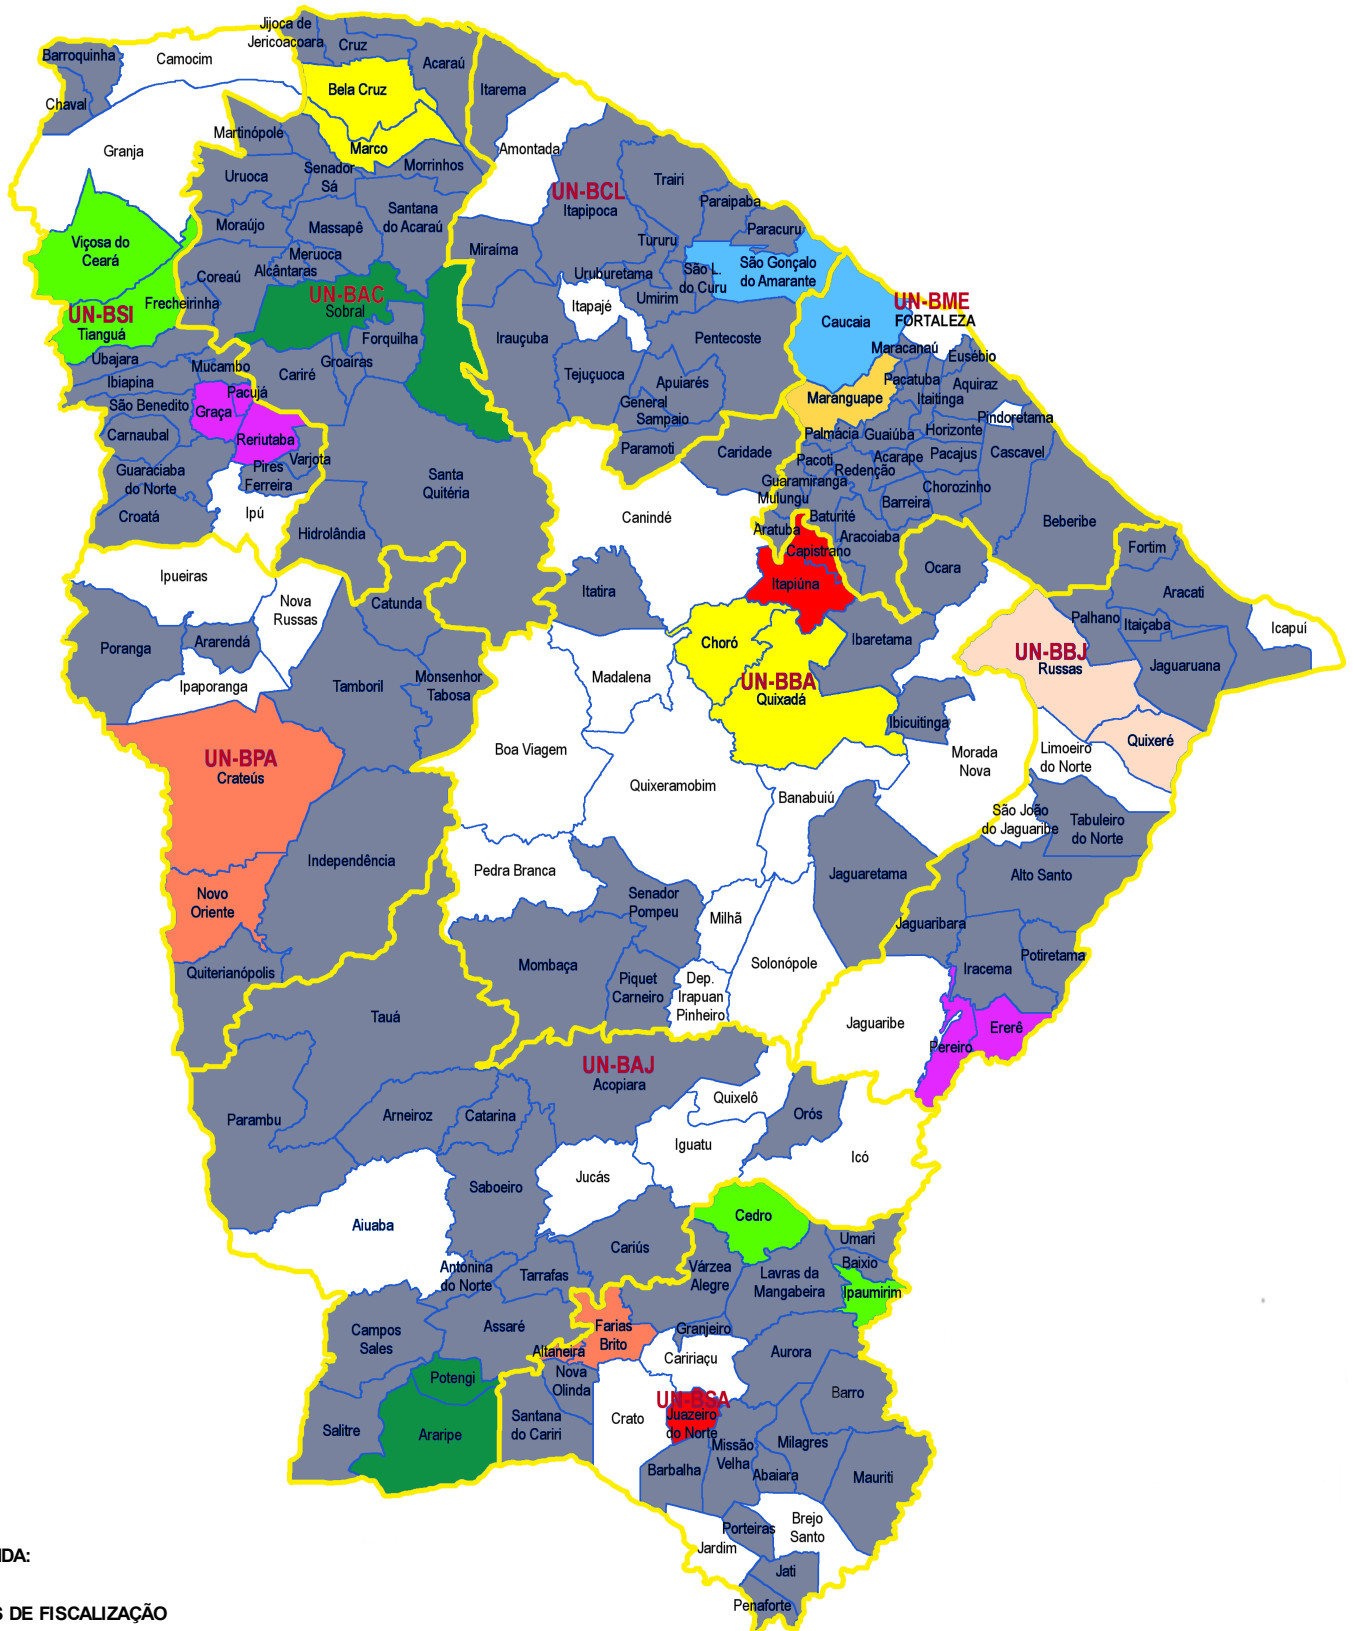 Jijoca de
Jericoacoara
Cruz
Barroquinha
Camocim
Acaraú
Chaval
Bela Cruz
Itarema
Granja
Martinópole
Marco
Amontada
Uruoca
Senador
Sá
Morrinhos
UN-BCL
Itapipoca
Trairi
Paraipaba
Paracuru
Moraújo
Massapê
Santana
do Acaraú
Viçosa do
Ceará
Meruoca
Alcântaras
Coreaú
Miraíma
Tururu
Uruburetama
São L.
do Curu
São Gonçalo
do Amarante
Umirim
Frecheirinha
UN-BSI
Tianguá
UN-BAC
Sobral
Itapajé
UN-BME
FORTALEZA
Caucaia
Forquilha
Irauçuba
Pentecoste
Maracanaú
Eusébio
Ubajara
Mucambo
Groairas
Cariré
Tejuçuoca
Apuiarés
Pacatuba
Aquiraz
Itaitinga
Ibiapina
Pacujá
São Benedito
Graça
General
Sampaio
Maranguape
Pindoretama
Carnaubal
Reriutaba
Palmácia
Guaiúba
Horizonte
Paramoti
Caridade
Pacoti
Acarape
Pacajus
Cascavel
Redenção
Varjota
Pires
Ferreira
Guaraciaba
do Norte
Santa
Quitéria
Guaramiranga
Mulungu
Chorozinho
Barreira
Croatá
Ipú
Canindé
Baturité
Beberibe
Hidrolândia
Aratuba
Aracoiaba
Capistrano
Fortim
Ipueiras
Itatira
Itapiúna
Ocara
Aracati
Nova
Russas
Catunda
Palhano
Itaiçaba
Icapuí
Poranga
Ararendá
Choró
Ibaretama
UN-BBJ
Russas
Jaguaruana
Ipaporanga
Tamboril
Monsenhor
Tabosa
Madalena
UN-BBA
Quixadá
Ibicuitinga
Quixeré
UN-BPA
Crateús
Boa Viagem
Morada
Nova
Limoeiro
do Norte
Quixeramobim
Banabuiú
São João
do Jaguaribe
Tabuleiro
do Norte
Independência
Pedra Branca
Jaguaretama
Alto Santo
Novo
Oriente
Senador
Pompeu
Milhã
Jaguaribara
Potiretama
Quiterianópolis
Mombaça
Piquet
Carneiro
Dep.
Irapuan
Pinheiro
Solonópole
Iracema
Tauá
Jaguaribe
Ererê
Pereiro
UN-BAJ
Acopiara
Quixelô
Parambu
Arneiroz
Catarina
Orós
Iguatu
Icó
Jucás
Saboeiro
Aiuaba
Cedro
Umari
Cariús
Baixio
Antonina
do Norte
Tarrafas
Várzea
Alegre
Lavras da
Mangabeira
Ipaumirim
Campos
Sales
Assaré
Farias
Brito
Granjeiro
Altaneira
Caririaçu
Aurora
Potengi
Nova
Olinda
Barro
UN-BSA
Juazeiro
do Norte
Salitre
Araripe
Santana
do Cariri
Crato
Missão
Velha
Milagres
Barbalha
Abaiara
Mauriti
Brejo
Santo
Porteiras
Jardim
Jati
Penaforte
NDA:
S DE FISCALIZAÇÃO